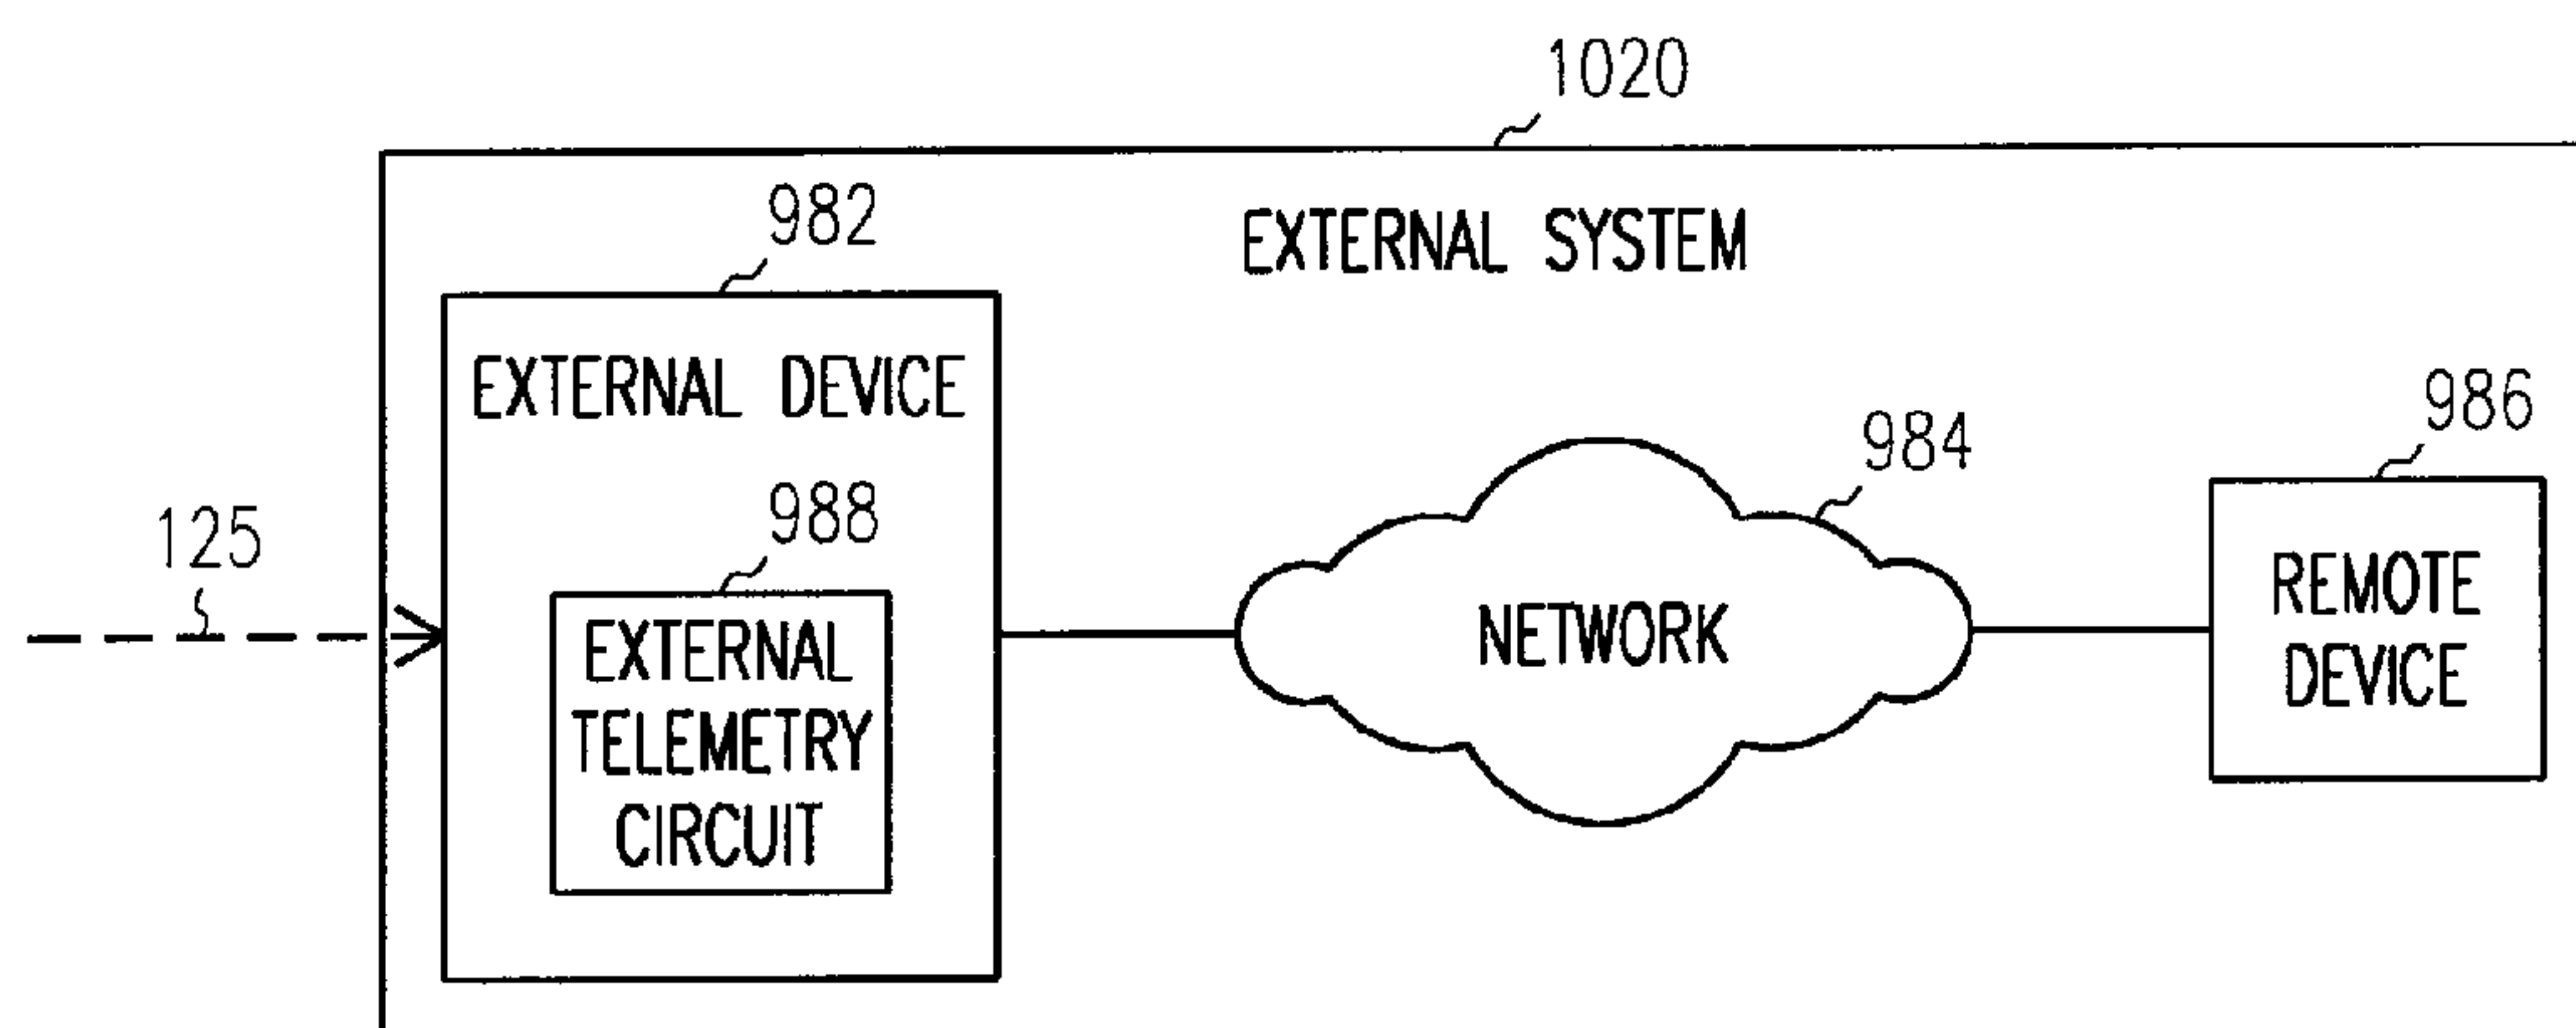 1020
982
EXTERNAL SYSTEM
EXTERNAL DEVICE
986
984
988
125
EXTERNAL
TELEMETRY
CIRCUIT
NETWORK
REMOTE
DEVICE